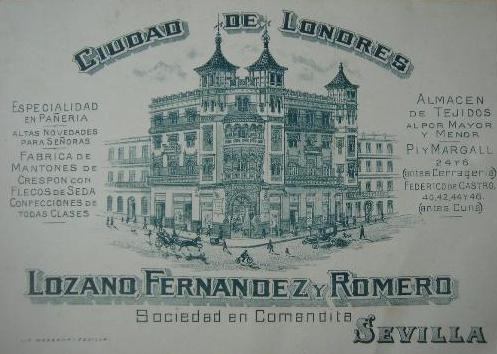 CIUDAD DE LONDRES
ESPECIALIDAD
EN PAÑERIA
ALTAS NOVEDADES
PARA SEÑORAS
FABRICA DE
MANTONES DE
CRESPON CON
FLECOS DE SEDA
CONFECCIONES DE
TODAS CLASES
ALMACEN
DE TEJIDOS
AL POR MAYOR
Y MENOR
PI Y MARGALL
2 4 Y 6
(antes Cerrageria)
FEDERICO DE CASTRO,
40, 42, 44 Y 46.
(antes Cuna)
LOZANO, FERNANDEZ Y ROMERO
Sociedad en Comandita
SEVILLA
SEVILLA